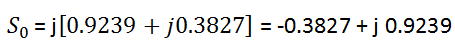 S₀ = j[0.9239 + j0.3827] = -0.3827 + j 0.9239